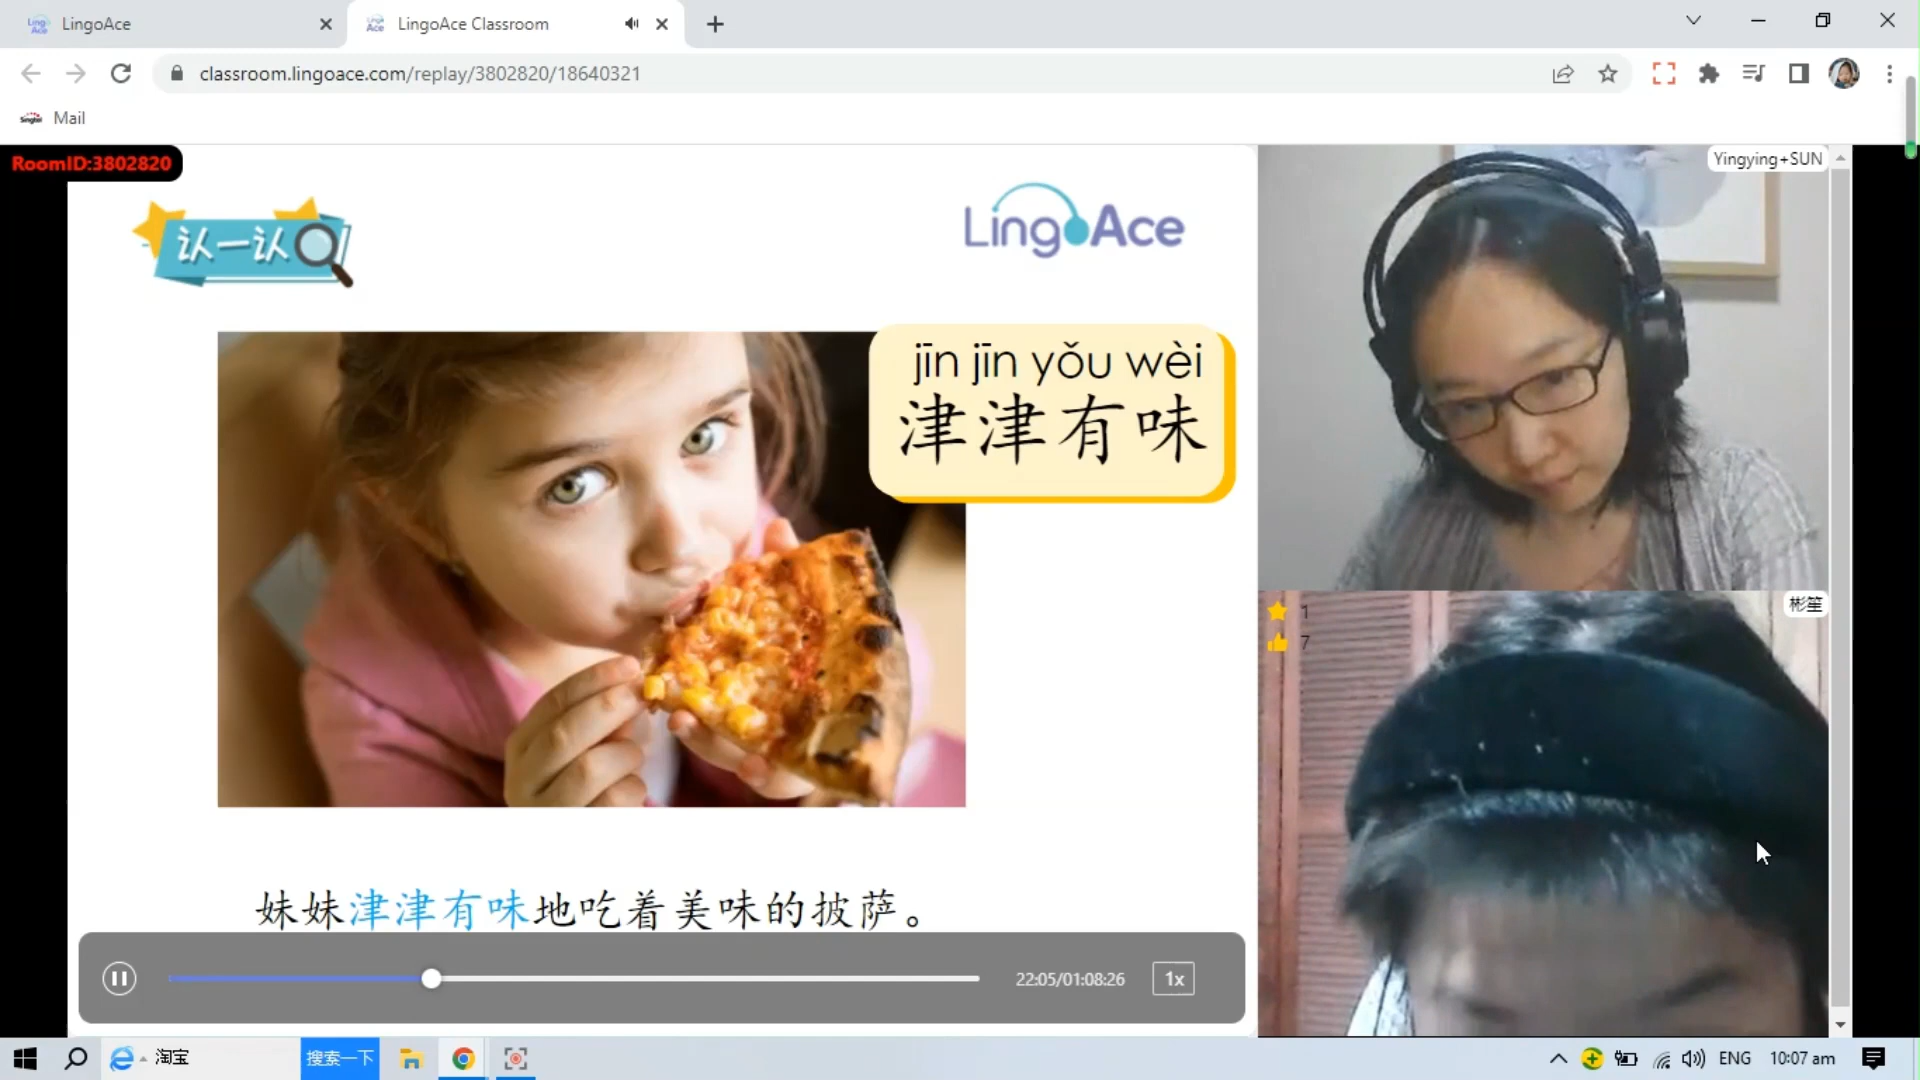 LingoAce
LingoAce Classroom
classroom.lingoace.com/replay/3802820/18640321
Singtel Mail
RoomID:3802820
认一认
LingoAce
jīn jīn yǒu wèi
津津有味
妹妹津津有味地吃着美味的披萨。
22:05/01:08:26
1x
Yingying+SUN
1
彬笙
7
淘宝
搜索一下
ENG
10:07 am